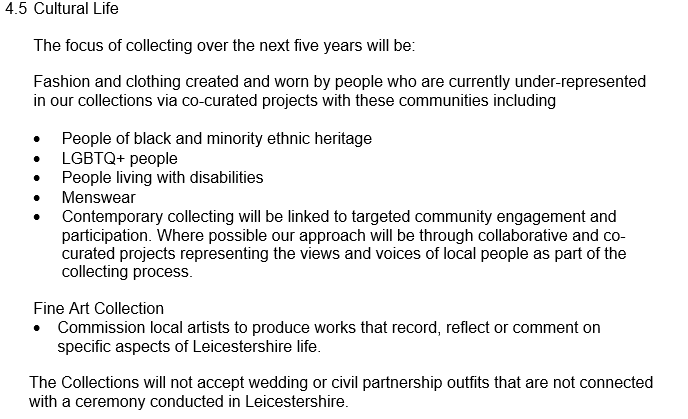 4.5 Cultural Life
The focus of collecting over the next five years will be:
Fashion and clothing created and worn by people who are currently under-represented
in our collections via co-curated projects with these communities including
• People of black and minority ethnic heritage
• LGBTQ+ people
• People living with disabilities
• Menswear
• Contemporary collecting will be linked to targeted community engagement and
participation. Where possible our approach will be through collaborative and co-
curated projects representing the views and voices of local people as part of the
collecting process.
Fine Art Collection
• Commission local artists to produce works that record, reflect or comment on
specific aspects of Leicestershire life.
The Collections will not accept wedding or civil partnership outfits that are not connected
with a ceremony conducted in Leicestershire.